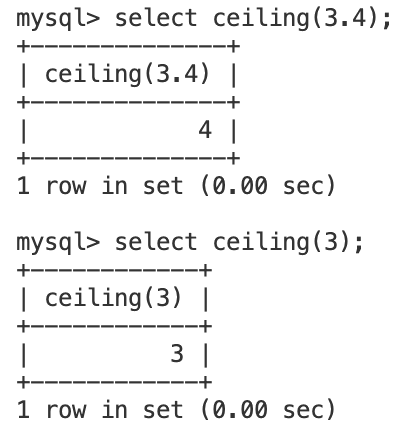 mysql> select ceiling(3.4);
+--------------+
| ceiling(3.4) |
+--------------+
|            4 |
+--------------+
1 row in set (0.00 sec)

mysql> select ceiling(3);
+------------+
| ceiling(3) |
+------------+
|          3 |
+------------+
1 row in set (0.00 sec)